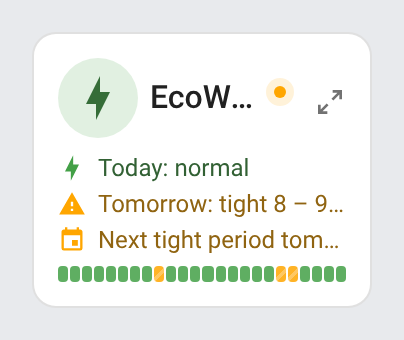 EcoW...
Today: normal
Tomorrow: tight 8 – 9...
Next tight period tom...